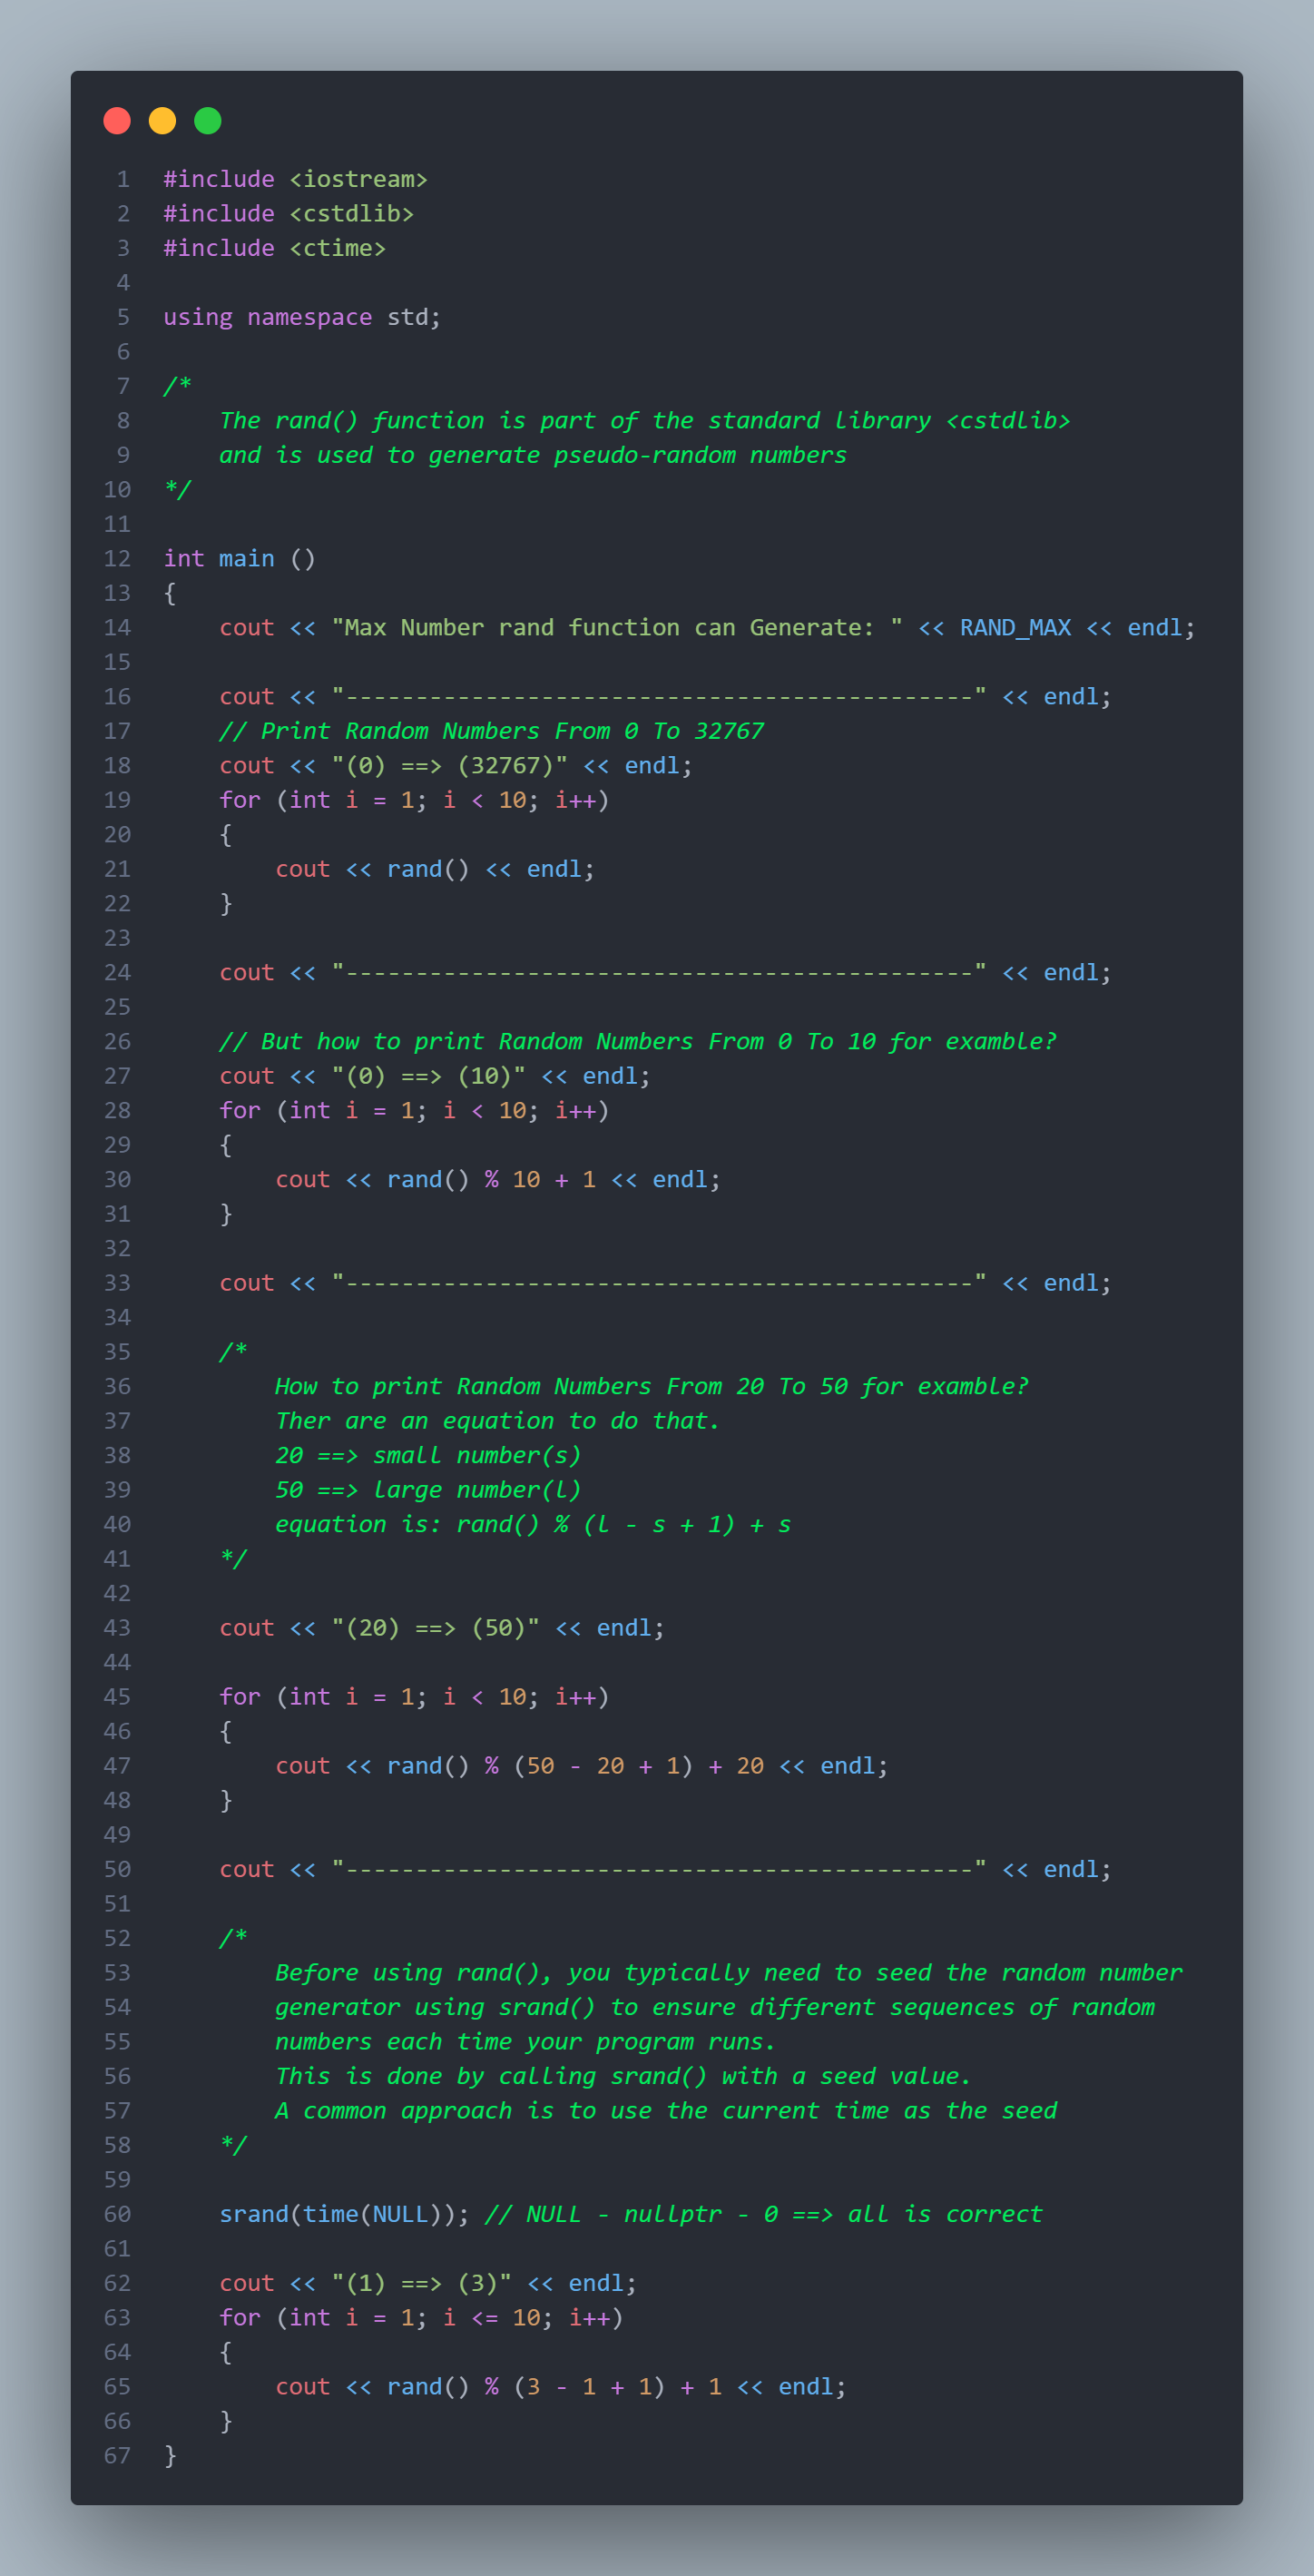 1 #include <iostream>
2 #include <cstdlib>
3 #include <ctime>
4
5 using namespace std;
6
7 /*
8     The rand() function is part of the standard library <cstdlib>
9     and is used to generate pseudo-random numbers
10 */
11
12 int main ()
13 {
14     cout << "Max Number rand function can Generate: " << RAND_MAX << endl;
15
16     cout << "---------------------------------------------" << endl;
17     // Print Random Numbers From 0 To 32767
18     cout << "(0) ==> (32767)" << endl;
19     for (int i = 1; i < 10; i++)
20     {
21         cout << rand() << endl;
22     }
23
24     cout << "---------------------------------------------" << endl;
25
26     // But how to print Random Numbers From 0 To 10 for examble?
27     cout << "(0) ==> (10)" << endl;
28     for (int i = 1; i < 10; i++)
29     {
30         cout << rand() % 10 + 1 << endl;
31     }
32
33     cout << "---------------------------------------------" << endl;
34
35     /*
36         How to print Random Numbers From 20 To 50 for examble?
37         Ther are an equation to do that.
38         20 ==> small number(s)
39         50 ==> large number(l)
40         equation is: rand() % (l - s + 1) + s
41     */
42
43     cout << "(20) ==> (50)" << endl;
44
45     for (int i = 1; i < 10; i++)
46     {
47         cout << rand() % (50 - 20 + 1) + 20 << endl;
48     }
49
50     cout << "---------------------------------------------" << endl;
51
52     /*
53         Before using rand(), you typically need to seed the random number
54         generator using srand() to ensure different sequences of random
55         numbers each time your program runs.
56         This is done by calling srand() with a seed value.
57         A common approach is to use the current time as the seed
58     */
59
60     srand(time(NULL)); // NULL - nullptr - 0 ==> all is correct
61
62     cout << "(1) ==> (3)" << endl;
63     for (int i = 1; i <= 10; i++)
64     {
65         cout << rand() % (3 - 1 + 1) + 1 << endl;
66     }
67 }